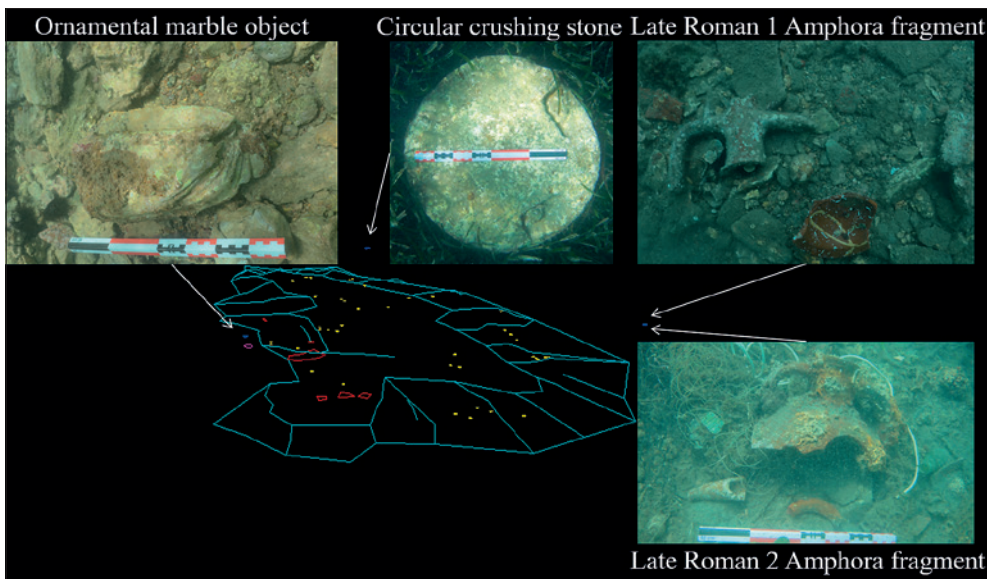 Ornamental marble object
Circular crushing stone
Late Roman 1 Amphora fragment
Late Roman 2 Amphora fragment